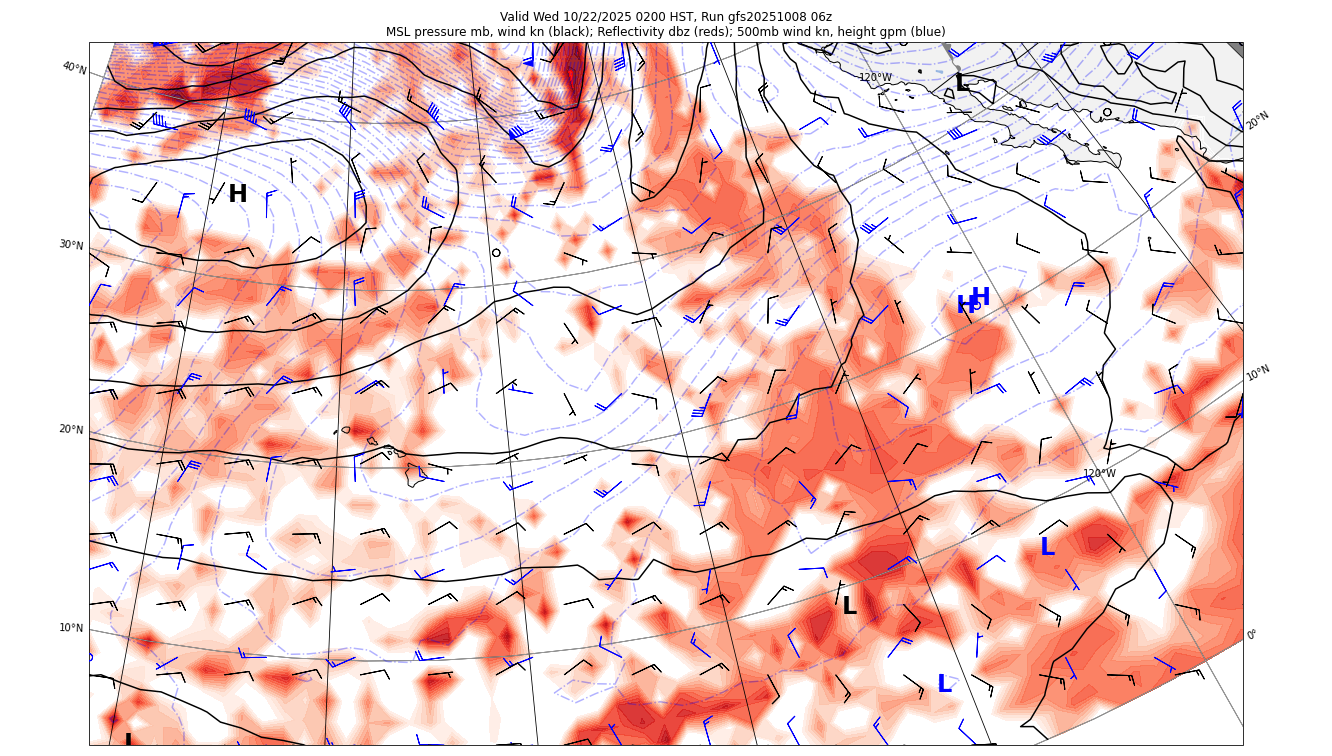 Valid Wed 10/22/2025 0200 HST, Run gfs20251008 06z
MSL pressure mb, wind kn (black); Reflectivity dbz (reds); 500mb wind kn, height gpm (blue)
40°N
120°W
L
20°N
H
30°N
H
H
10°N
20°N
120°W
L
L
10°N
0°
L
L